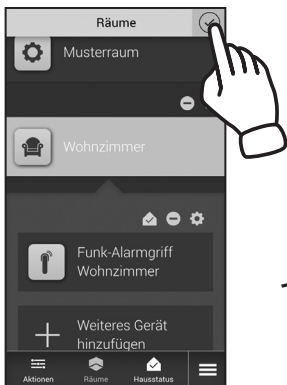 Räume
Musterraum
Wohnzimmer
Funk-Alarmgriff
Wohnzimmer
Weiteres Gerät
hinzufügen
Aktionen Räume Hausstatus